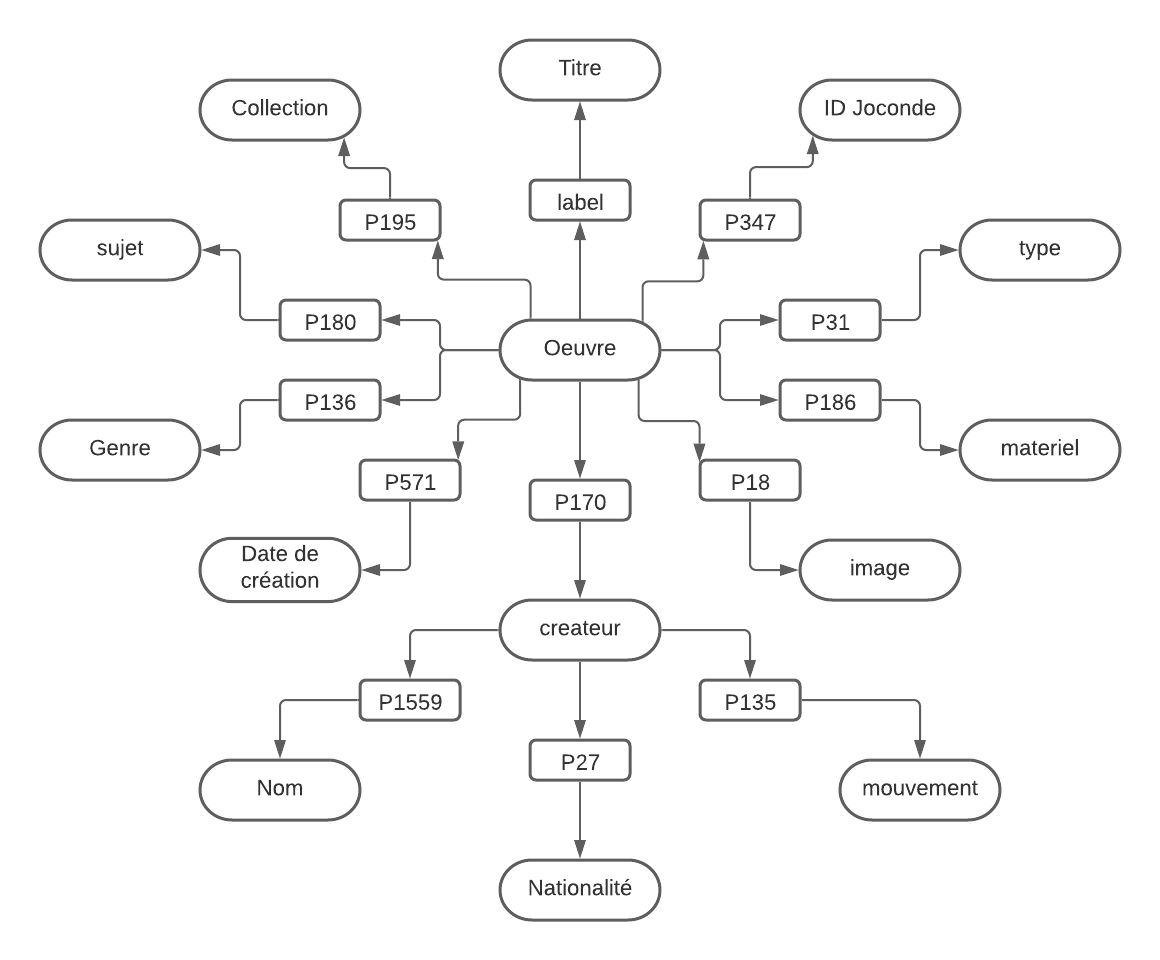 Titre
Collection
ID Joconde
label
P195
P347
sujet
type
P180
P31
Oeuvre
P136
P186
Genre
materiel
P571
P18
P170
Date de
création
image
createur
P1559
P135
P27
Nom
mouvement
Nationalité